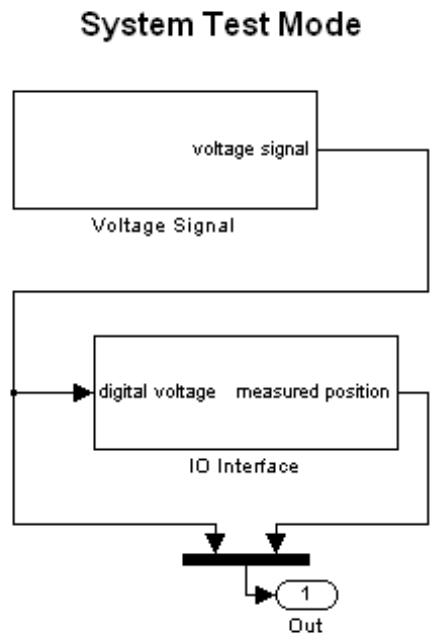 System Test Mode
voltage signal
Voltage Signal
digital voltage measured position
IO Interface
1
Out